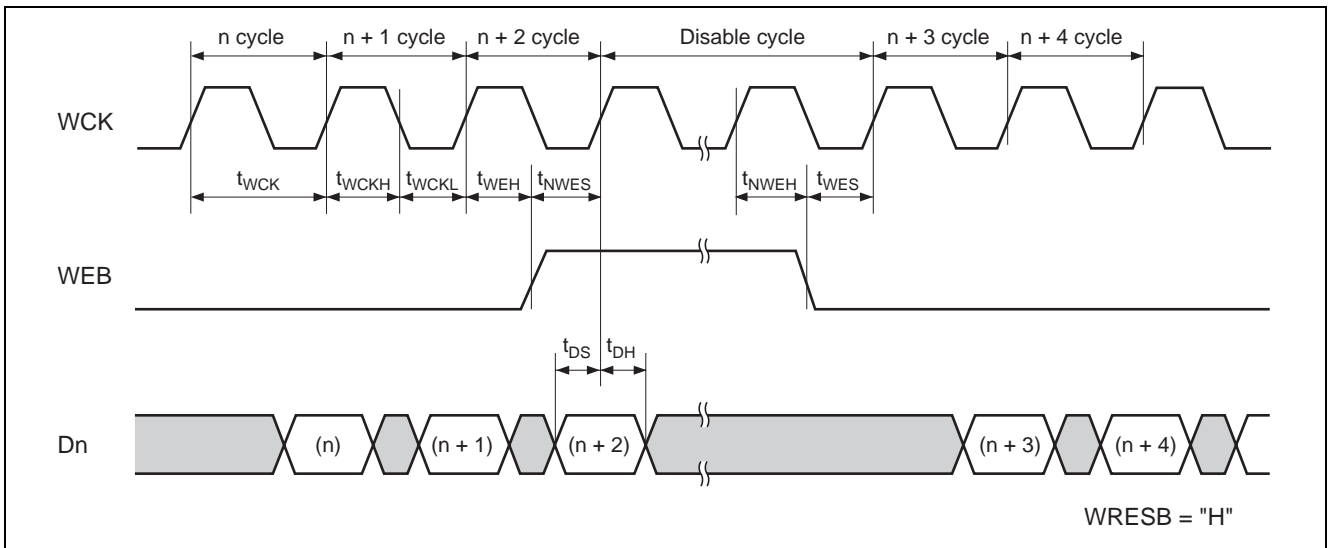 n cycle n + 1 cycle n + 2 cycle Disable cycle n + 3 cycle n + 4 cycle
WCK
tWCK tWCKH tWCKL tWEH tNWES tNWEH tWES
WEB
tDS tDH
Dn (n) (n + 1) (n + 2) (n + 3) (n + 4)
WRESB = "H"